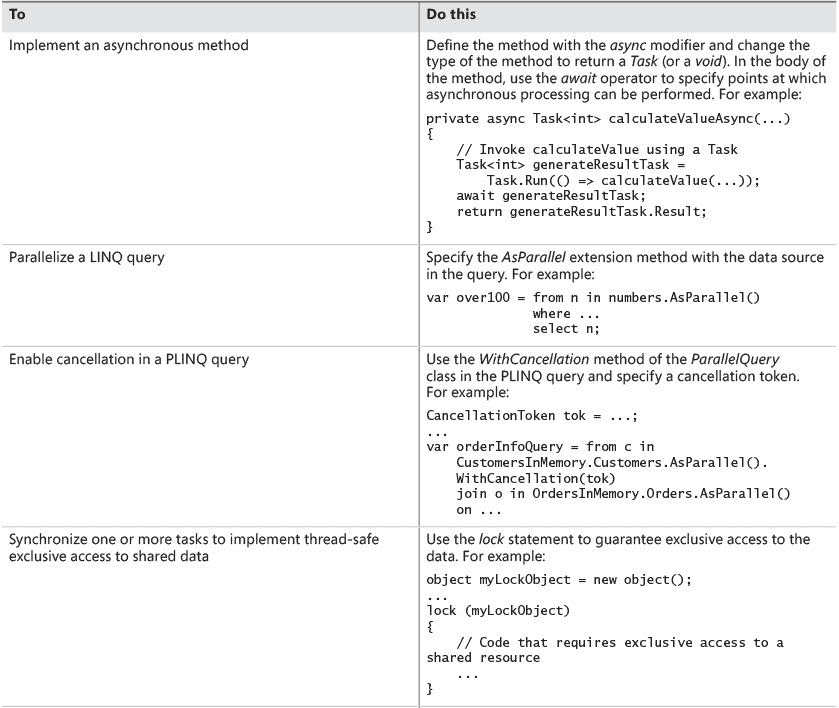 To
Do this
Implement an asynchronous method
Define the method with the async modifier and change the
type of the method to return a Task (or a void). In the body of
the method, use the await operator to specify points at which
asynchronous processing can be performed. For example:
private async Task<int> calculateValueAsync(...)
{
    // Invoke calculateValue using a Task
    Task<int> generateResultTask =
        Task.Run(() => calculateValue(...));
    await generateResultTask;
    return generateResultTask.Result;
}
Parallelize a LINQ query
Specify the AsParallel extension method with the data source
in the query. For example:
var over100 = from n in numbers.AsParallel()
              where ...
              select n;
Enable cancellation in a PLINQ query
Use the WithCancellation method of the ParallelQuery
class in the PLINQ query and specify a cancellation token.
For example:
CancellationToken tok = ...;
...
var orderInfoQuery = from c in
    CustomersInMemory.Customers.AsParallel().
    WithCancellation(tok)
    join o in OrdersInMemory.Orders.AsParallel()
    on ...
Synchronize one or more tasks to implement thread-safe
exclusive access to shared data
Use the lock statement to guarantee exclusive access to the
data. For example:
object myLockObject = new object();
...
lock (myLockObject)
{
    // Code that requires exclusive access to a
shared resource
    ...
}